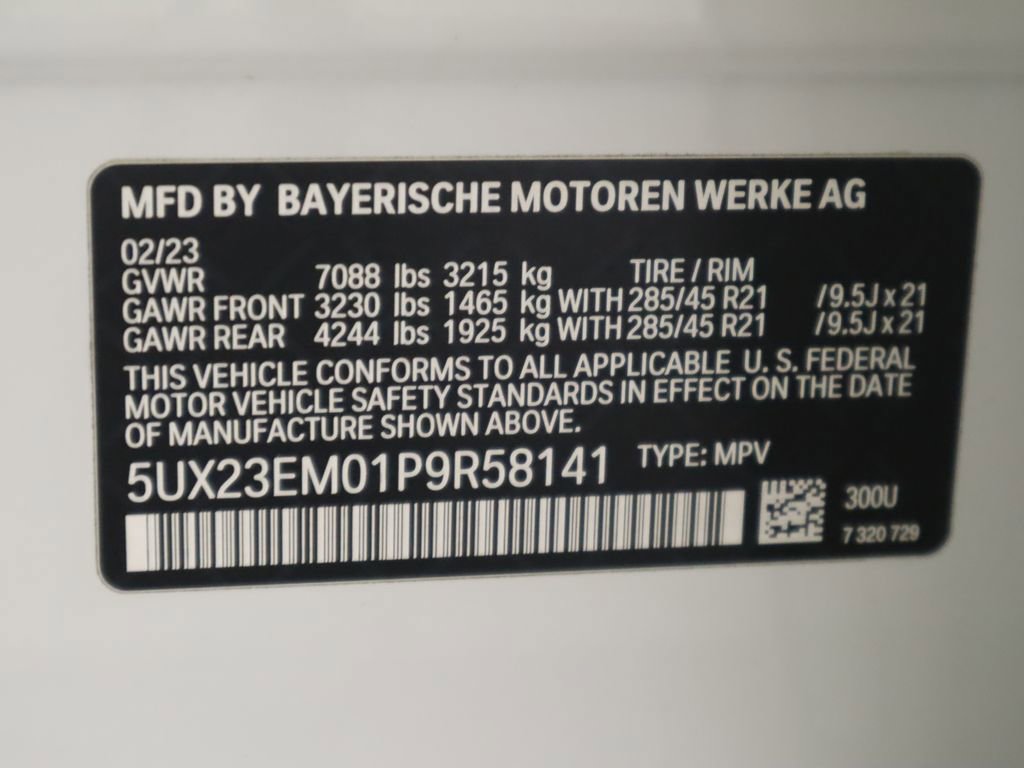 MFD BY BAYERISCHE MOTOREN WERKE AG
02/23
GVWR 7088 lbs 3215 kg TIRE / RIM
GAWR FRONT 3230 lbs 1465 kg WITH 285/45 R21 /9.5J x 21
GAWR REAR 4244 lbs 1925 kg WITH 285/45 R21 /9.5J x 21
THIS VEHICLE CONFORMS TO ALL APPLICABLE U. S. FEDERAL
MOTOR VEHICLE SAFETY STANDARDS IN EFFECT ON THE DATE
OF MANUFACTURE SHOWN ABOVE.
5UX23EM01P9R58141 TYPE: MPV
300U
7 320 729